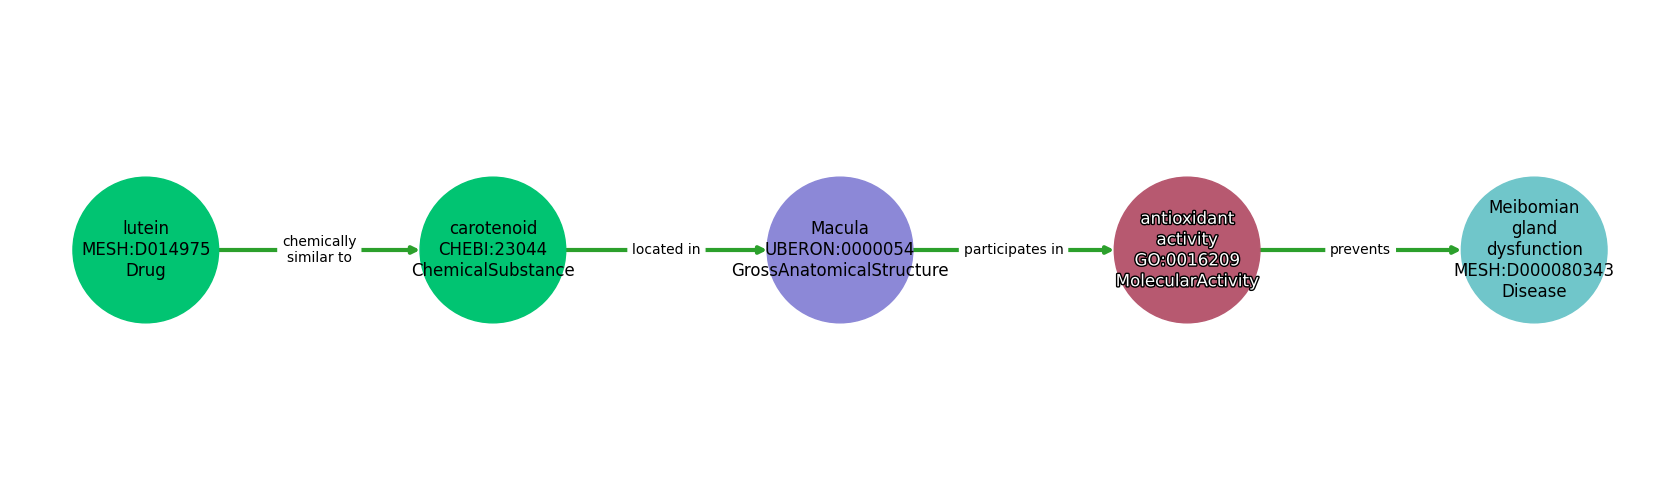 lutein
MESH:D014975
Drug
chemically
similar to
carotenoid
CHEBI:23044
ChemicalSubstance
located in
Macula
UBERON:0000054
GrossAnatomicalStructure
participates in
antioxidant
activity
GO:0016209
MolecularActivity
prevents
Meibomian
gland
dysfunction
MESH:D000080343
Disease